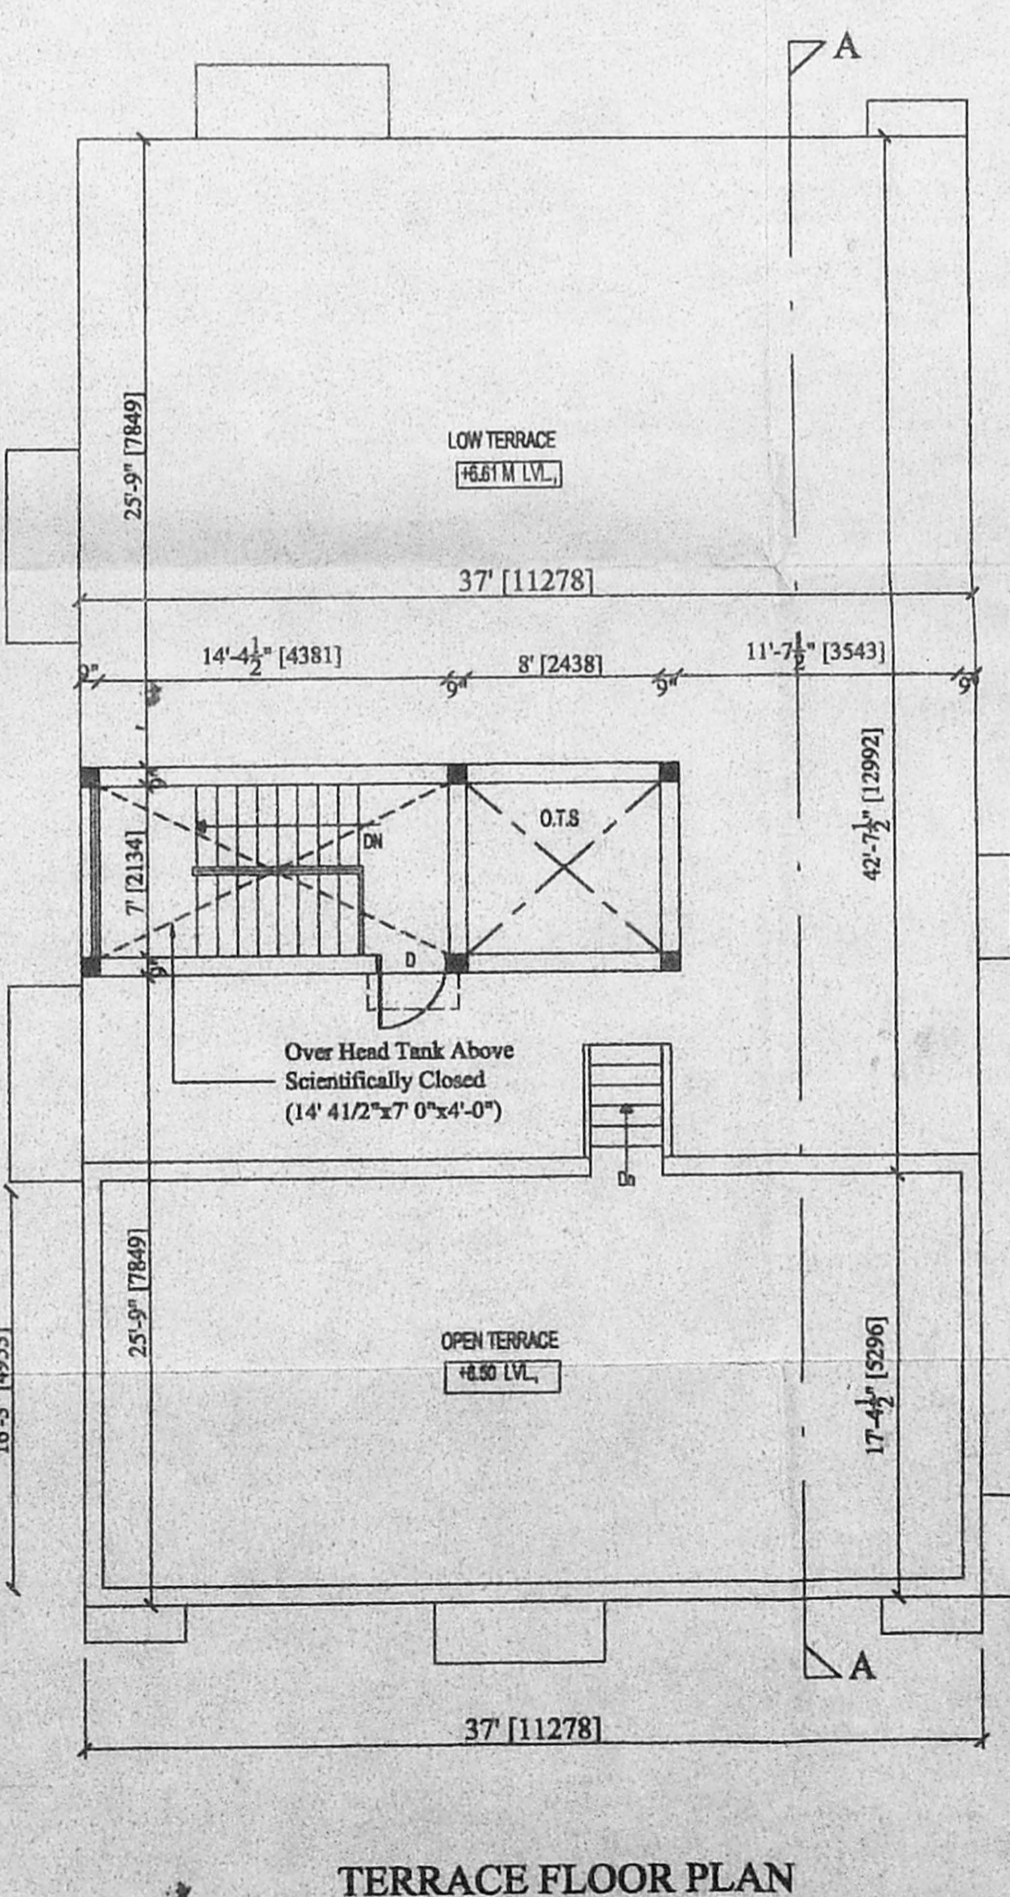 A
25'-9" [7849]
LOW TERRACE
+6.61 M LVL.,
37' [11278]
9"
14'-4½" [4381]
9"
8' [2438]
9"
11'-7½" [3543]
9"
42'-7½" [12992]
9"
O.T.S
DN
7' [2134]
D
9"
Over Head Tank Above
Scientifically Closed
(14' 41/2"x7' 0"x4'-0")
Dn
25'-9" [7849]
OPEN TERRACE
LVL.,
17'-4½" [5296]
A
37' [11278]
TERRACE FLOOR PLAN